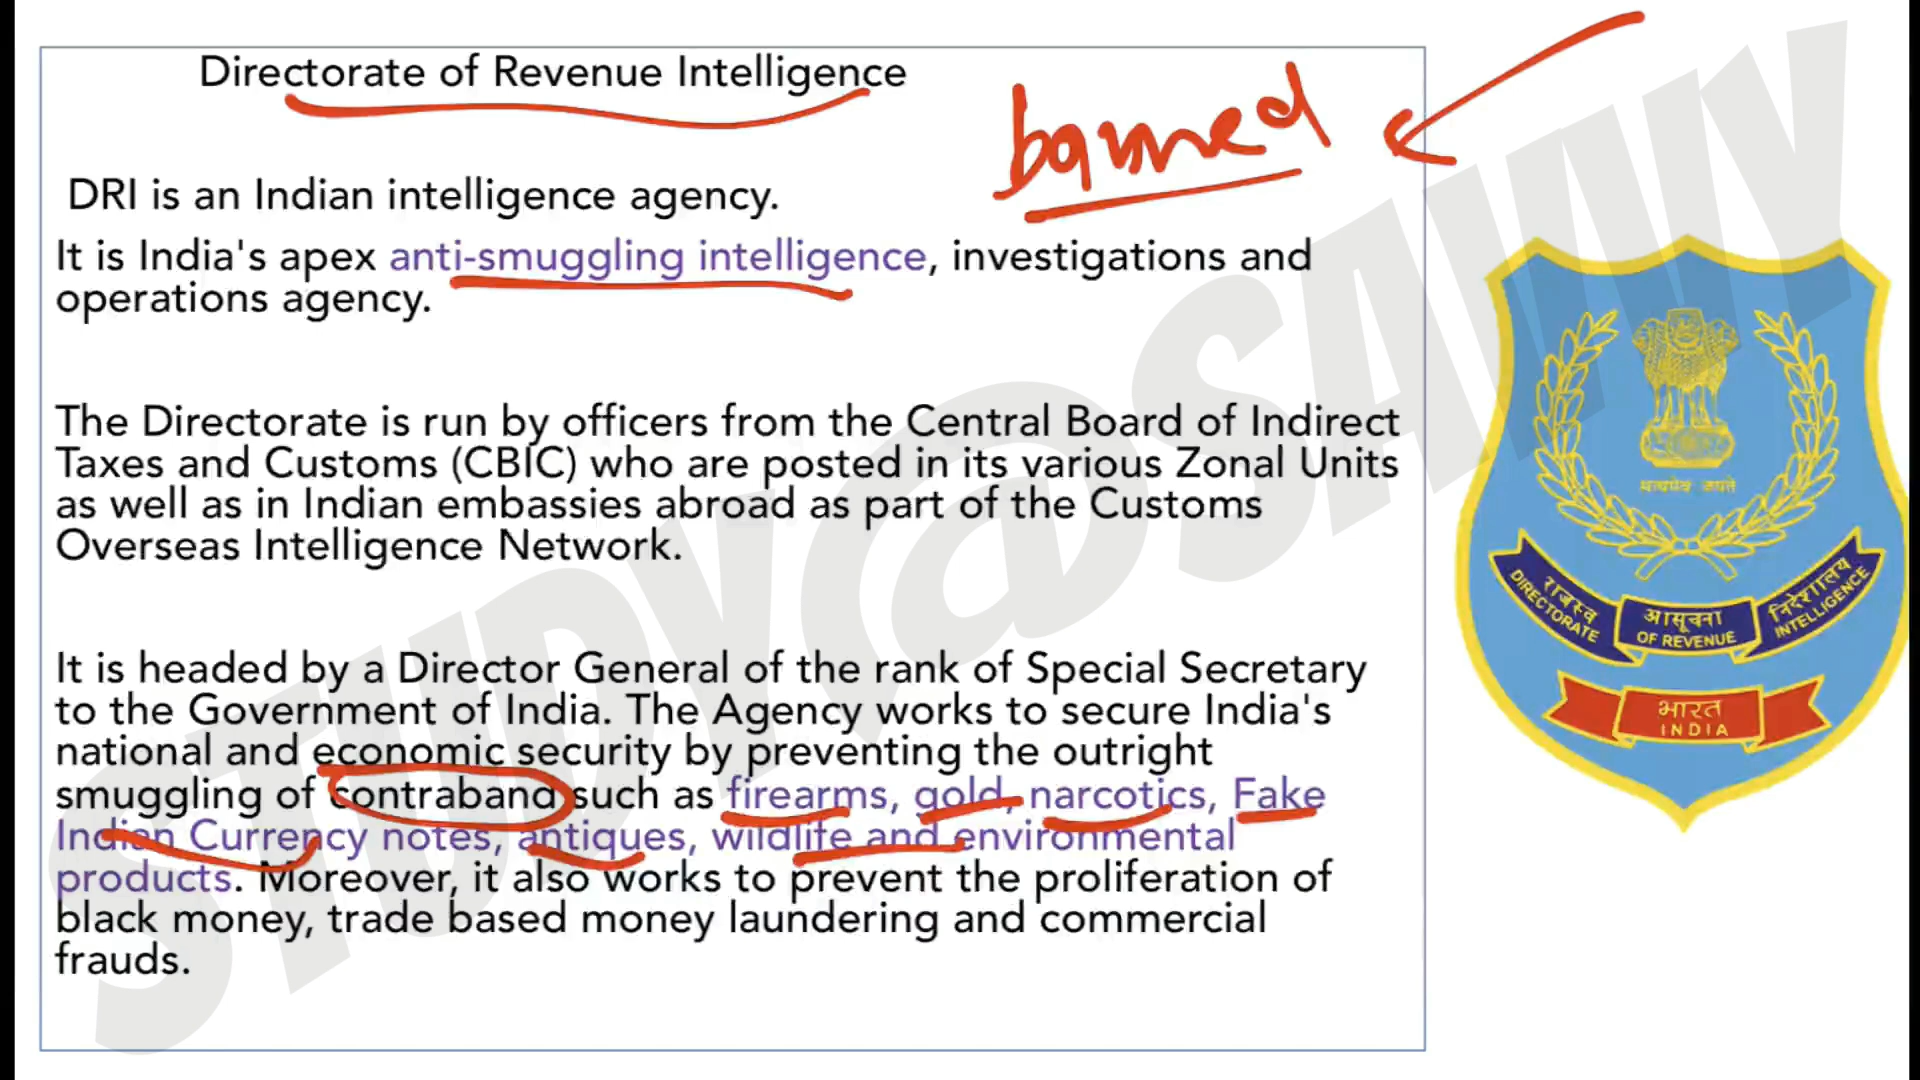 Directorate of Revenue Intelligence
banned
DRI is an Indian intelligence agency.
It is India's apex anti-smuggling intelligence, investigations and
operations agency.
The Directorate is run by officers from the Central Board of Indirect
Taxes and Customs (CBIC) who are posted in its various Zonal Units
as well as in Indian embassies abroad as part of the Customs
Overseas Intelligence Network.
It is headed by a Director General of the rank of Special Secretary
to the Government of India. The Agency works to secure India's
national and economic security by preventing the outright
smuggling of contraband such as firearms, gold, narcotics, Fake
Indian Currency notes, antiques, wildlife and environmental
products. Moreover, it also works to prevent the proliferation of
black money, trade based money laundering and commercial
frauds.
सत्यमेव जयते
राजस्व आसूचना निदेशालय
DIRECTORATE OF REVENUE INTELLIGENCE
भारत
INDIA
STUDY@SAWY